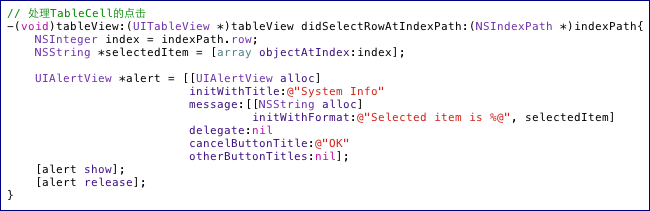 // 处理TableCell的点击
-(void)tableView:(UITableView *)tableView didSelectRowAtIndexPath:(NSIndexPath *)indexPath{
    NSInteger index = indexPath.row;
    NSString *selectedItem = [array objectAtIndex:index];

    UIAlertView *alert = [[UIAlertView alloc]
                          initWithTitle:@"System Info"
                          message:[[NSString alloc]
                                   initWithFormat:@"Selected item is %@", selectedItem]
                          delegate:nil
                          cancelButtonTitle:@"OK"
                          otherButtonTitles:nil];
    [alert show];
    [alert release];
}